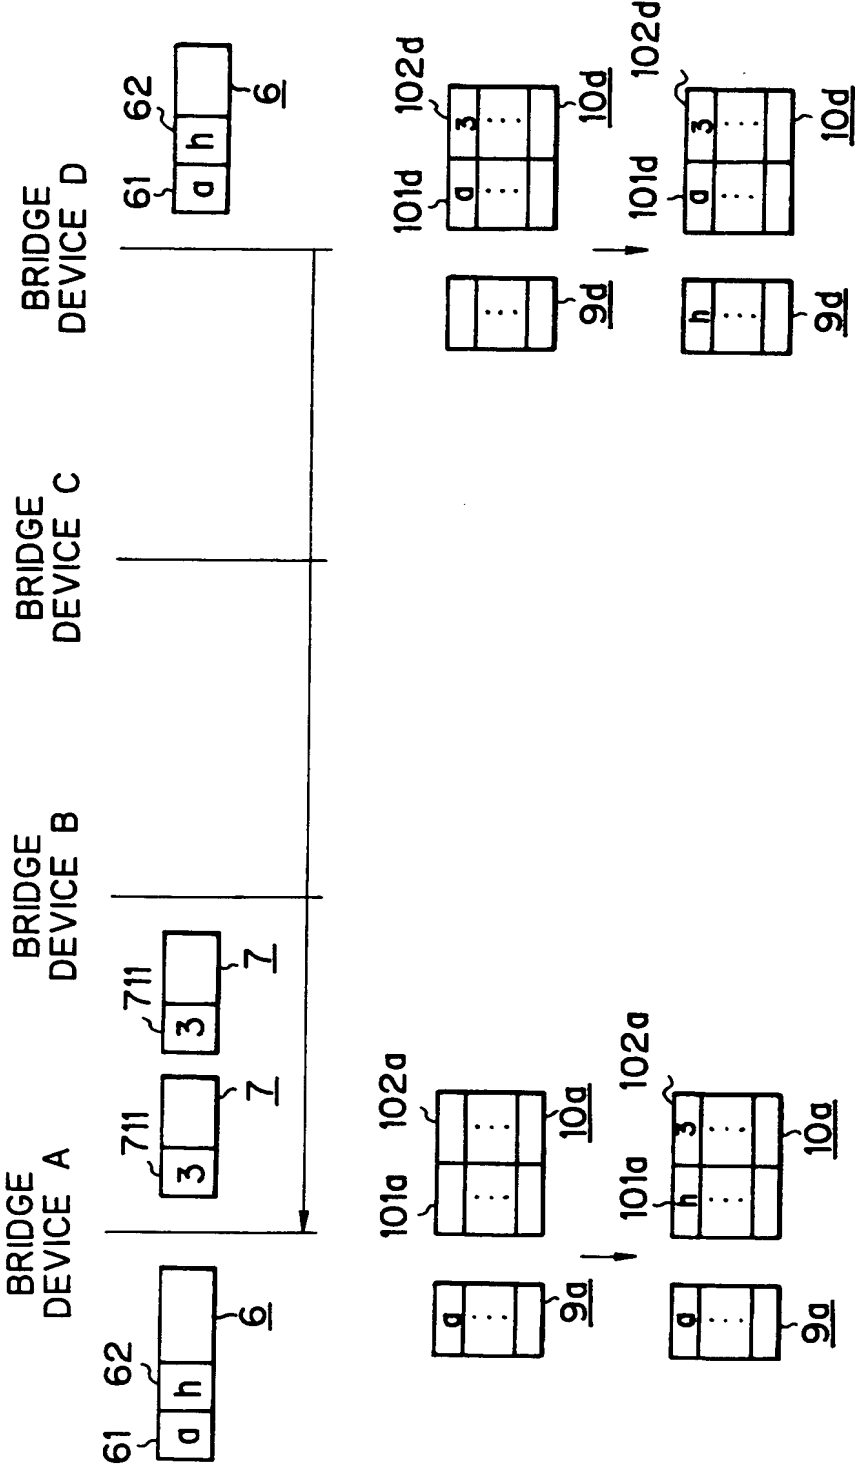 BRIDGE
DEVICE A
BRIDGE
DEVICE B
BRIDGE
DEVICE C
BRIDGE
DEVICE D
61 62
a h
6
711
3
7
711
3
7
61 62
a h
6
a
...
9a
101a 102a
... ...
10a
...
9d
101d 102d
a 3
... ...
10d
a
...
9a
101a 102a
h 3
... ...
10a
h
...
9d
101d 102d
a 3
... ...
10d